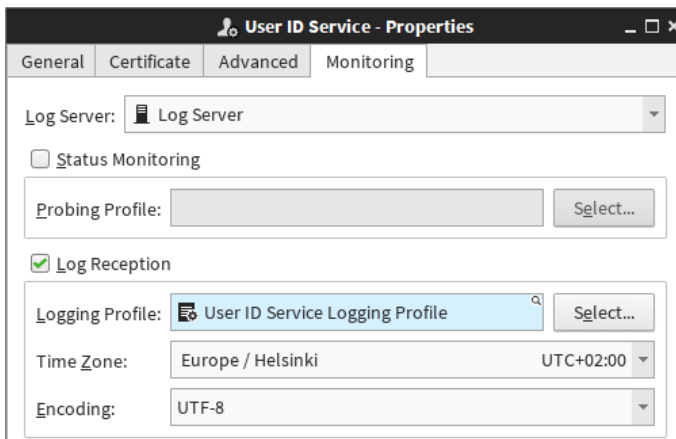 User ID Service - Properties
General Certificate Advanced Monitoring
Log Server: Log Server
Status Monitoring
Probing Profile: Select...
Log Reception
Logging Profile: User ID Service Logging Profile Select...
Time Zone: Europe / Helsinki UTC+02:00
Encoding: UTF-8